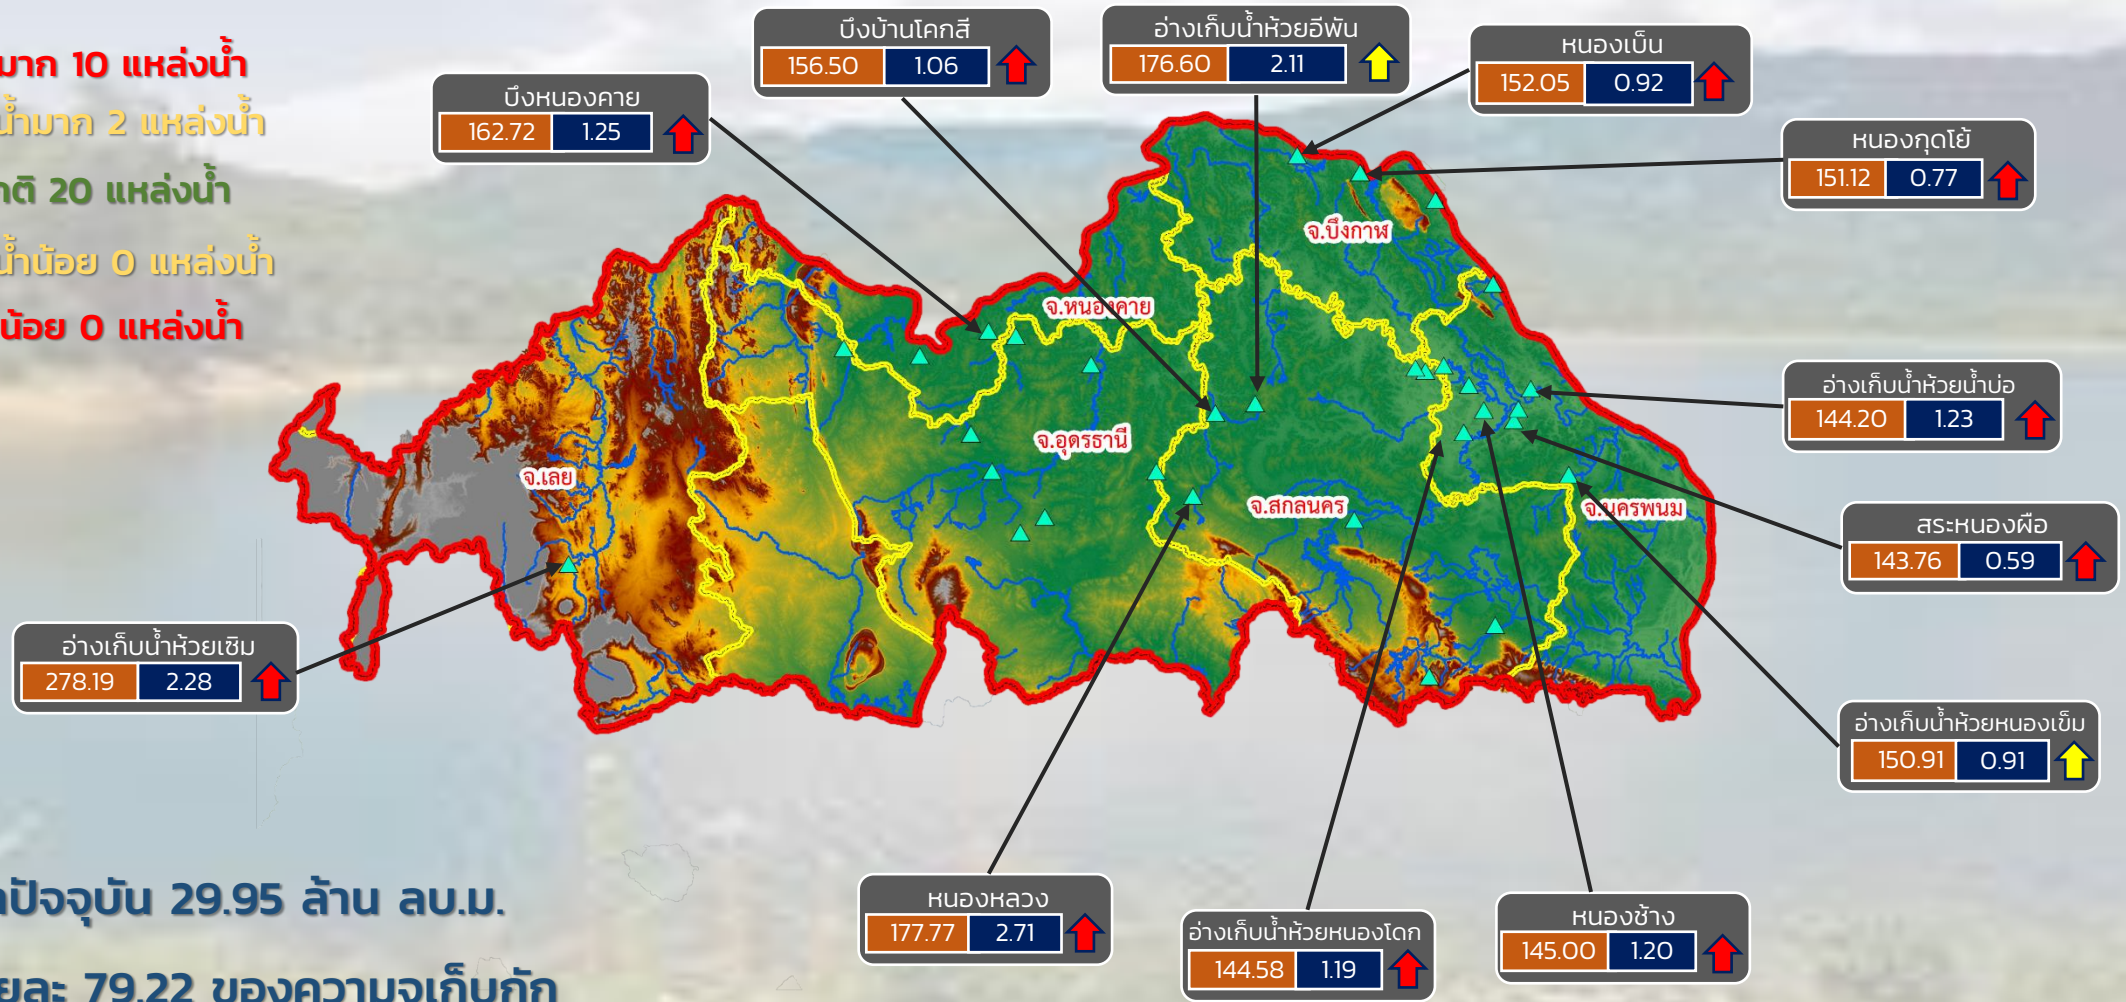 มาก 10 แหล่งน้ำ
น้ำมาก 2 แหล่งน้ำ
กติ 20 แหล่งน้ำ
น้ำน้อย 0 แหล่งน้ำ
น้อย 0 แหล่งน้ำ
บึงหนองคาย
162.72 1.25
บึงบ้านโคกสี
156.50 1.06
อ่างเก็บน้ำห้วยอีพัน
176.60 2.11
หนองเบ็น
152.05 0.92
หนองกุดโย้
151.12 0.77
จ.บึงกาฬ
จ.หนองคาย
จ.อุดรธานี
จ.เลย
จ.สกลนคร
จ.นครพนม
อ่างเก็บน้ำห้วยน้ำบ่อ
144.20 1.23
สระหนองผือ
143.76 0.59
อ่างเก็บน้ำห้วยเซิม
278.19 2.28
อ่างเก็บน้ำห้วยหนองเข็ม
150.91 0.91
หนองหลวง
177.77 2.71
อ่างเก็บน้ำห้วยหนองโดก
144.58 1.19
หนองช้าง
145.00 1.20
ปัจจุบัน 29.95 ล้าน ลบ.ม.
ยละ 79.22 ของความจุเก็บกัก